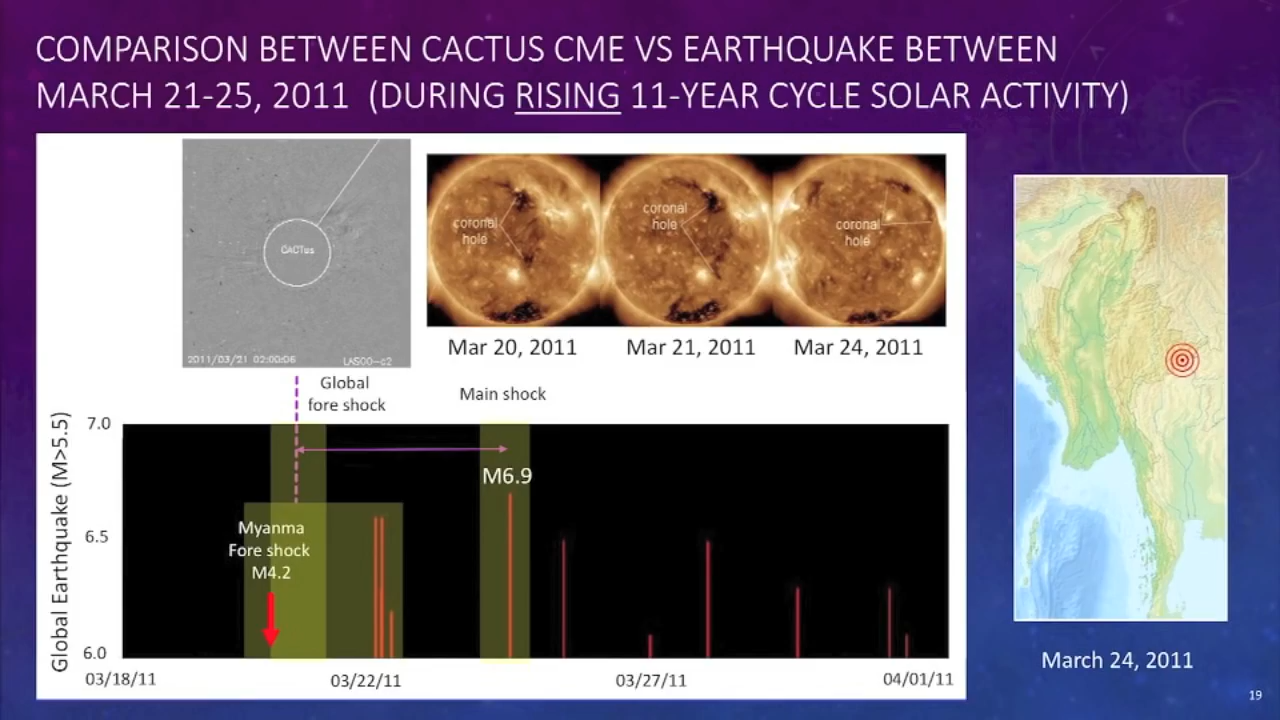 COMPARISON BETWEEN CACTUS CME VS EARTHQUAKE BETWEEN
MARCH 21-25, 2011 (DURING RISING 11-YEAR CYCLE SOLAR ACTIVITY)
CACTus
2011/03/21 02:00:06 LASCO-c2
coronal
hole
coronal
hole
coronal
hole
Mar 20, 2011
Mar 21, 2011
Mar 24, 2011
Global
fore shock
Main shock
Global Earthquake (M>5.5)
7.0
6.5
6.0
M6.9
Myanma
Fore shock
M4.2
03/18/11
03/22/11
03/27/11
04/01/11
March 24, 2011
19